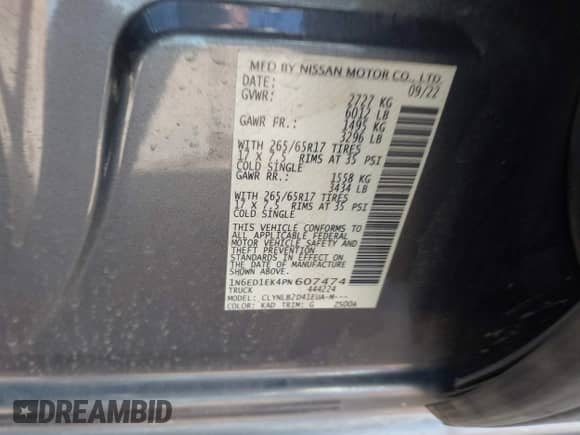 MFD BY NISSAN MOTOR CO., LTD.
DATE: 09/22
GVWR: 2727 KG
6012 LB
GAWR FR.: 1495 KG
3296 LB
WITH 265/65R17 TIRES
17 X 7.5 RIMS AT 35 PSI
COLD SINGLE
GAWR RR.: 1558 KG
3434 LB
WITH 265/65R17 TIRES
17 X 7.5 RIMS AT 35 PSI
COLD SINGLE
THIS VEHICLE CONFORMS TO
ALL APPLICABLE FEDERAL
MOTOR VEHICLE SAFETY AND
THEFT PREVENTION
STANDARDS IN EFFECT ON
THE DATE OF MANUFACTURE
SHOWN ABOVE.
1N6ED1EK4PN607474
TRUCK 444224
MODEL: CLYNLB2D41EUA-M---
COLOR: KAD TRIM: G 2500A
DREAMBID